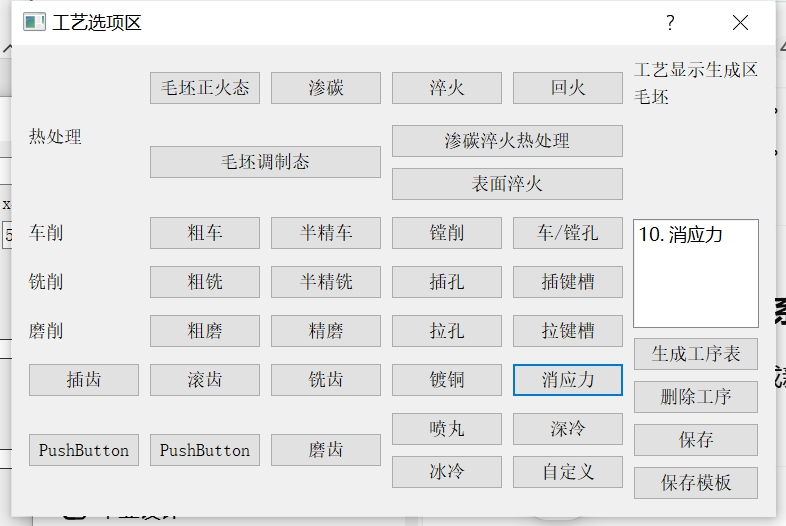 工艺选项区
毛坯正火态 渗碳 淬火 回火
工艺显示生成区
毛坯
热处理
渗碳淬火热处理
毛坯调制态
表面淬火
车削 粗车 半精车 镗削 车/镗孔
10. 消应力
铣削 粗铣 半精铣 插孔 插键槽
磨削 粗磨 精磨 拉孔 拉键槽
生成工序表
插齿 滚齿 铣齿 镀铜 消应力
删除工序
喷丸 深冷
保存
PushButton PushButton 磨齿
冰冷 自定义
保存模板